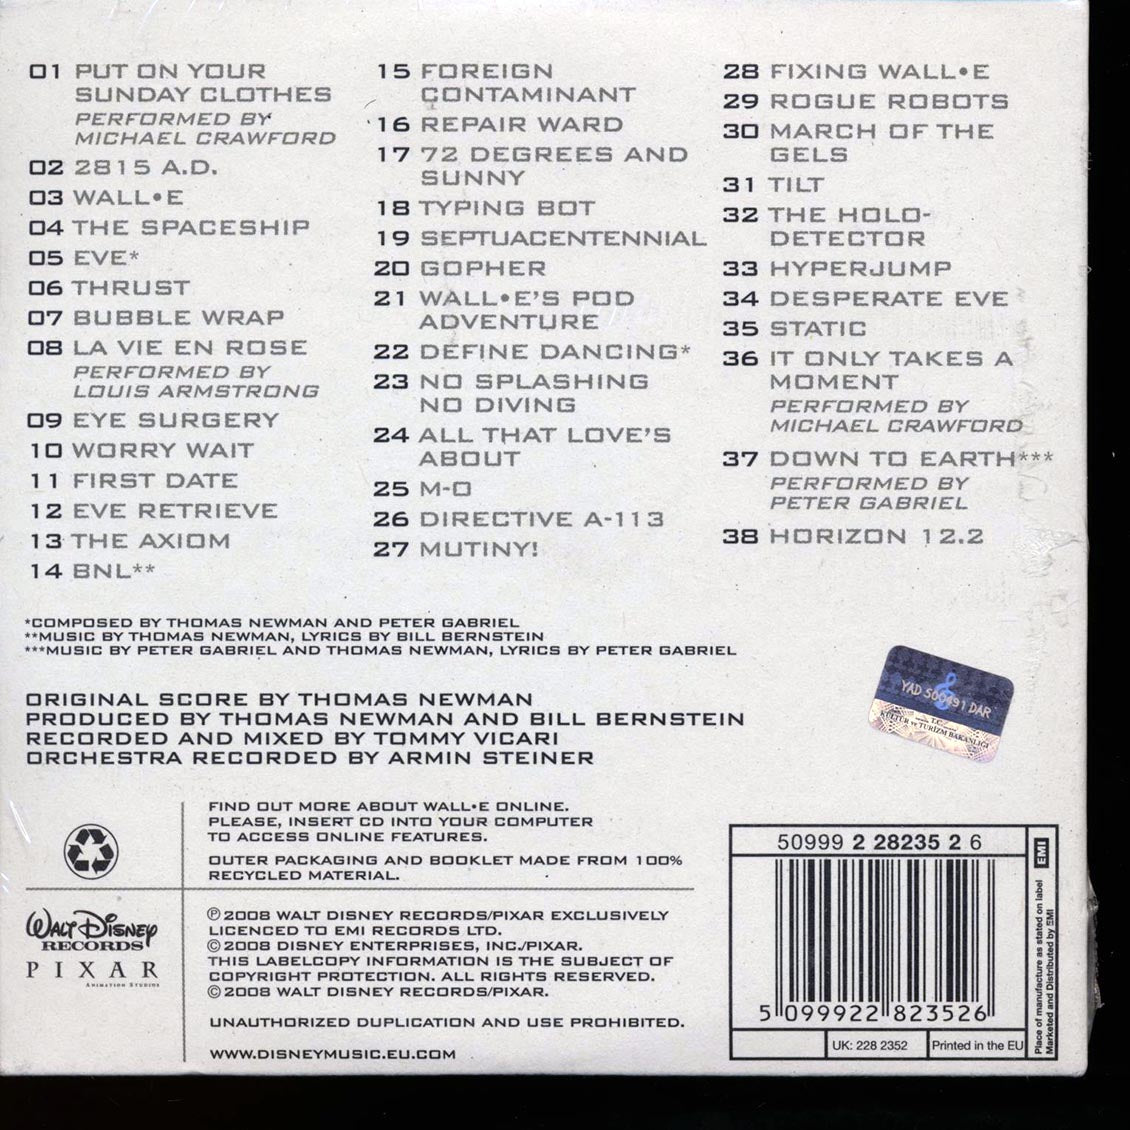 01 PUT ON YOUR
SUNDAY CLOTHES
PERFORMED BY
MICHAEL CRAWFORD
02 2815 A.D.
03 WALL•E
04 THE SPACESHIP
05 EVE*
06 THRUST
07 BUBBLE WRAP
08 LA VIE EN ROSE
PERFORMED BY
LOUIS ARMSTRONG
09 EYE SURGERY
10 WORRY WAIT
11 FIRST DATE
12 EVE RETRIEVE
13 THE AXIOM
14 BNL**
15 FOREIGN
CONTAMINANT
16 REPAIR WARD
17 72 DEGREES AND
SUNNY
18 TYPING BOT
19 SEPTUACENTENNIAL
20 GOPHER
21 WALL•E'S POD
ADVENTURE
22 DEFINE DANCING*
23 NO SPLASHING
NO DIVING
24 ALL THAT LOVE'S
ABOUT
25 M-O
26 DIRECTIVE A-113
27 MUTINY!
28 FIXING WALL•E
29 ROGUE ROBOTS
30 MARCH OF THE
GELS
31 TILT
32 THE HOLO-
DETECTOR
33 HYPERJUMP
34 DESPERATE EVE
35 STATIC
36 IT ONLY TAKES A
MOMENT
PERFORMED BY
MICHAEL CRAWFORD
37 DOWN TO EARTH***
PERFORMED BY
PETER GABRIEL
38 HORIZON 12.2
*COMPOSED BY THOMAS NEWMAN AND PETER GABRIEL
**MUSIC BY THOMAS NEWMAN, LYRICS BY BILL BERNSTEIN
***MUSIC BY PETER GABRIEL AND THOMAS NEWMAN, LYRICS BY PETER GABRIEL
ORIGINAL SCORE BY THOMAS NEWMAN
PRODUCED BY THOMAS NEWMAN AND BILL BERNSTEIN
RECORDED AND MIXED BY TOMMY VICARI
ORCHESTRA RECORDED BY ARMIN STEINER
YAD 500491 DAR
T.C.
KÜLTÜR ve TURİZM BAKANLIĞI
FIND OUT MORE ABOUT WALL•E ONLINE.
PLEASE, INSERT CD INTO YOUR COMPUTER
TO ACCESS ONLINE FEATURES.
OUTER PACKAGING AND BOOKLET MADE FROM 100%
RECYCLED MATERIAL.
WALT DISNEY
RECORDS
PIXAR
ANIMATION STUDIOS
℗ 2008 WALT DISNEY RECORDS/PIXAR EXCLUSIVELY
LICENCED TO EMI RECORDS LTD.
© 2008 DISNEY ENTERPRISES, INC./PIXAR.
THIS LABELCOPY INFORMATION IS THE SUBJECT OF
COPYRIGHT PROTECTION. ALL RIGHTS RESERVED.
© 2008 WALT DISNEY RECORDS/PIXAR.
UNAUTHORIZED DUPLICATION AND USE PROHIBITED.
WWW.DISNEYMUSIC.EU.COM
50999 2 28235 2 6
5 099922 823526
UK: 228 2352
Printed in the EU
EMI
Place of manufacture as stated on label
Marketed and Distributed by EMI